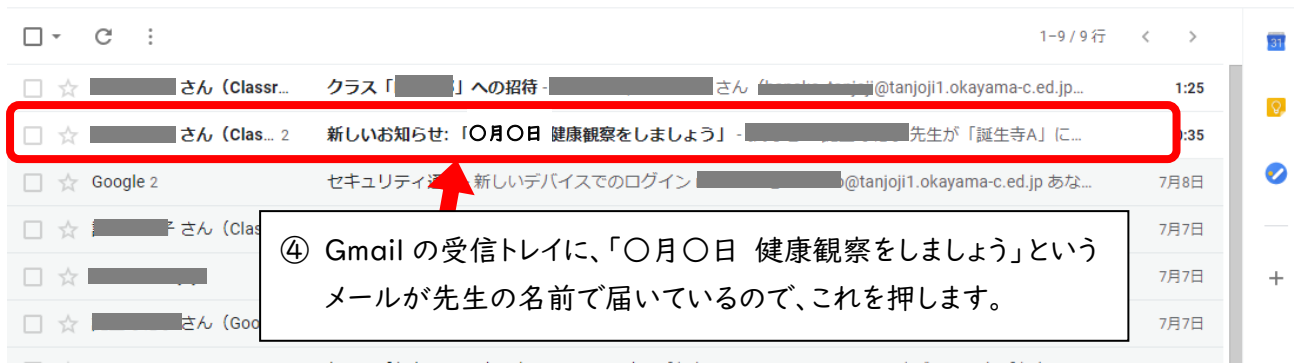 1–9 / 9 行
31
さん（Classr... クラス「 」への招待 - さん @tanjoji1.okayama-c.ed.jp... 1:25
さん（Clas... 2 新しいお知らせ: 「〇月〇日 健康観察をしましょう」 - 先生が「誕生寺A」に... :35
Google 2 セキュリティ - 新しいデバイスでのログイン @tanjoji1.okayama-c.ed.jp あな... 7月8日
さん（Clas 7月7日
7月7日
さん（Goo 7月7日
④ Gmail の受信トレイに、「〇月〇日 健康観察をしましょう」という
メールが先生の名前で届いているので、これを押します。